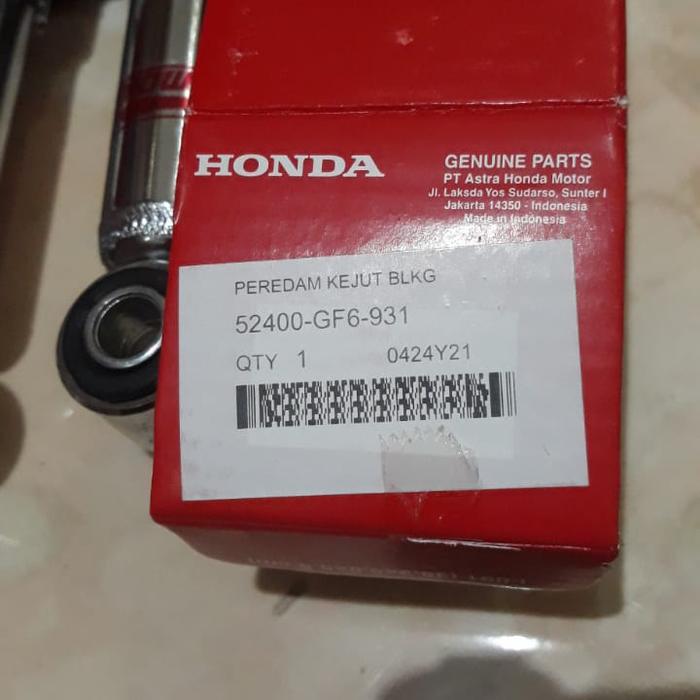 HONDA
GENUINE PARTS
PT Astra Honda Motor
Jl. Laksda Yos Sudarso, Sunter I
Jakarta 14350 - Indonesia
Made in Indonesia
PEREDAM KEJUT BLKG
52400-GF6-931
QTY 1 0424Y21